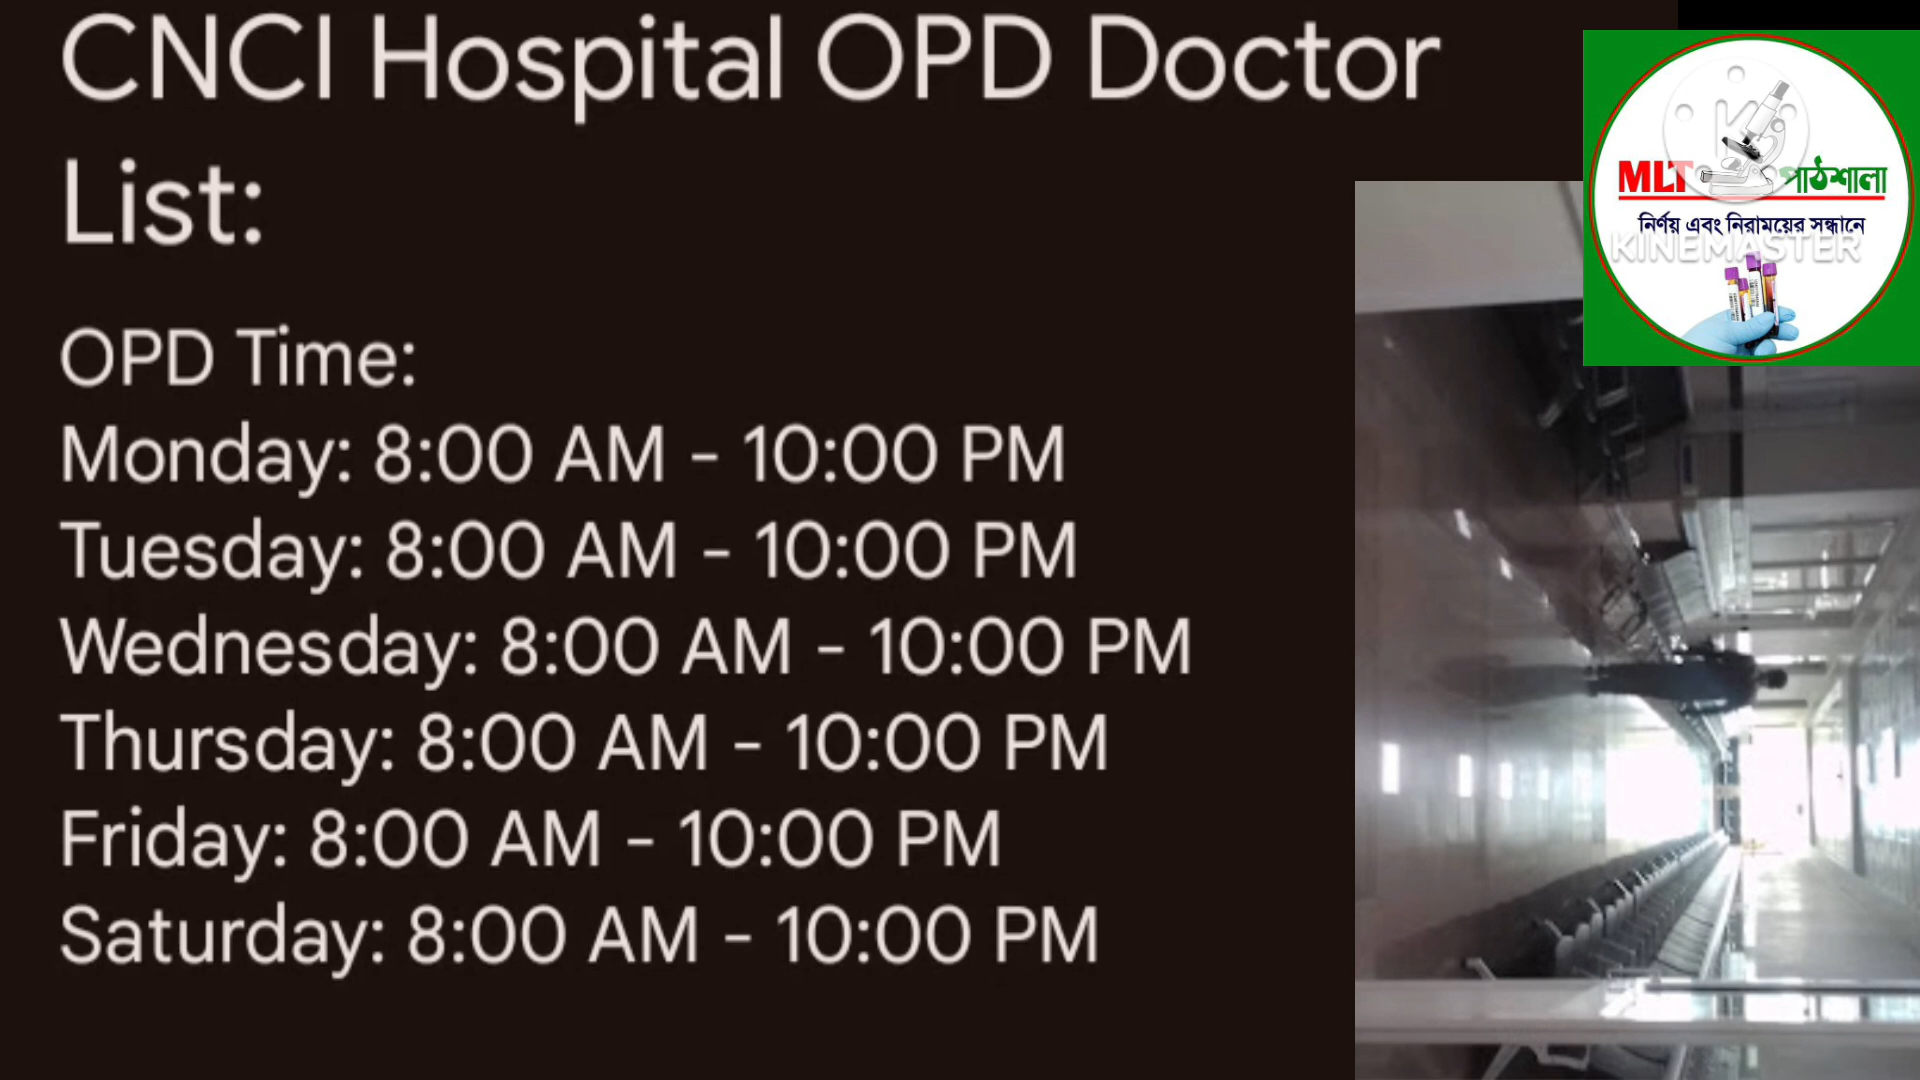 CNCI Hospital OPD Doctor
List:
OPD Time:
Monday: 8:00 AM - 10:00 PM
Tuesday: 8:00 AM - 10:00 PM
Wednesday: 8:00 AM - 10:00 PM
Thursday: 8:00 AM - 10:00 PM
Friday: 8:00 AM - 10:00 PM
Saturday: 8:00 AM - 10:00 PM
MLT পাঠশালা
নির্ণয় এবং নিরাময়ের সন্ধানে
KINEMASTER